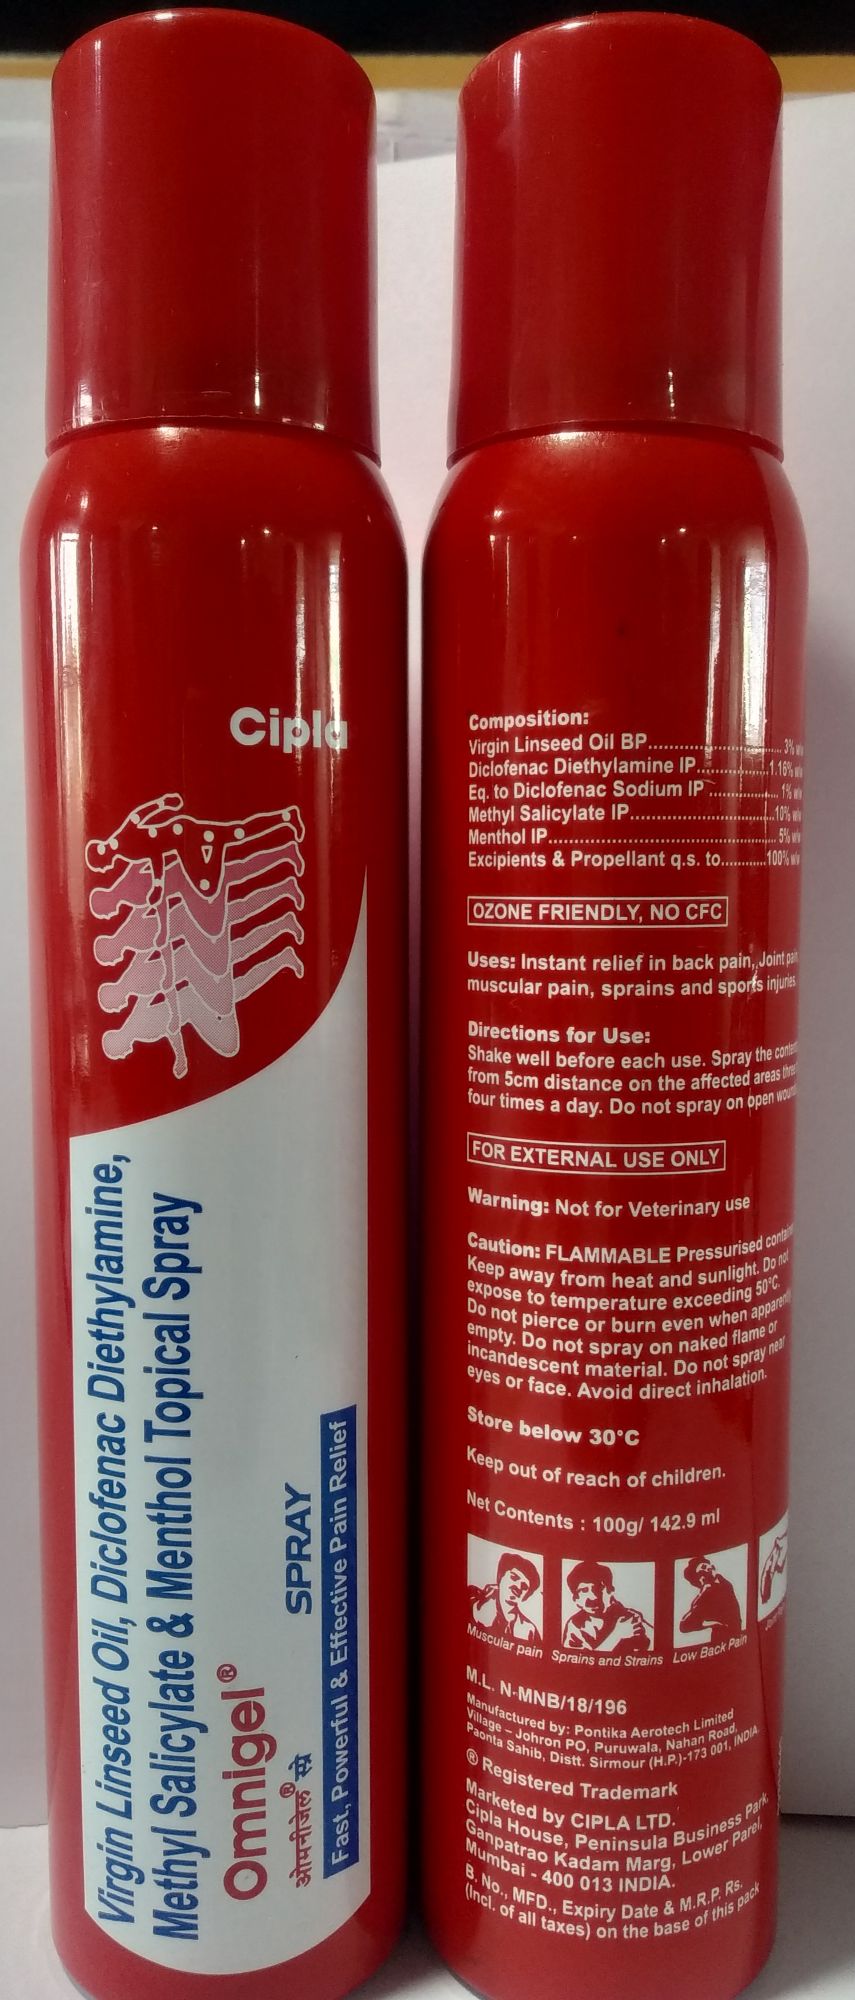 Cipla
Virgin Linseed Oil, Diclofenac Diethylamine,
Methyl Salicylate & Menthol Topical Spray
Omnigel®
SPRAY
ओमनीजेल® स्प्रे
Fast, Powerful & Effective Pain Relief
Composition:
Virgin Linseed Oil BP.................... 3% w/w
Diclofenac Diethylamine IP...........1.16% w/w
Eq. to Diclofenac Sodium IP .......... 1% w/w
Methyl Salicylate IP.....................10% w/w
Menthol IP.................................. 5% w/w
Excipients & Propellant q.s. to..........100% w/w
OZONE FRIENDLY, NO CFC
Uses: Instant relief in back pain, Joint pain
muscular pain, sprains and sports injuries.
Directions for Use:
Shake well before each use. Spray the
from 5cm distance on the affected areas
four times a day. Do not spray on open
FOR EXTERNAL USE ONLY
Warning: Not for Veterinary use
Caution: FLAMMABLE Pressurised
Keep away from heat and sunlight. Do not
expose to temperature exceeding 50°C.
Do not pierce or burn even when apparently
empty. Do not spray on naked flame or
incandescent material. Do not spray near
eyes or face. Avoid direct inhalation.
Store below 30°C
Keep out of reach of children.
Net Contents : 100g/ 142.9 ml
Muscular pain Sprains and Strains Low Back Pain
M.L. N-MNB/18/196
Manufactured by: Pontika Aerotech Limited
Village – Johron PO, Puruwala, Nahan Road,
Paonta Sahib, Distt. Sirmour (H.P.)-173 001, INDIA.
® Registered Trademark
Marketed by CIPLA LTD.
Cipla House, Peninsula Business Park,
Ganpatrao Kadam Marg, Lower Parel,
Mumbai - 400 013 INDIA.
B. No., MFD., Expiry Date & M.R.P. Rs.
(Incl. of all taxes) on the base of this pack